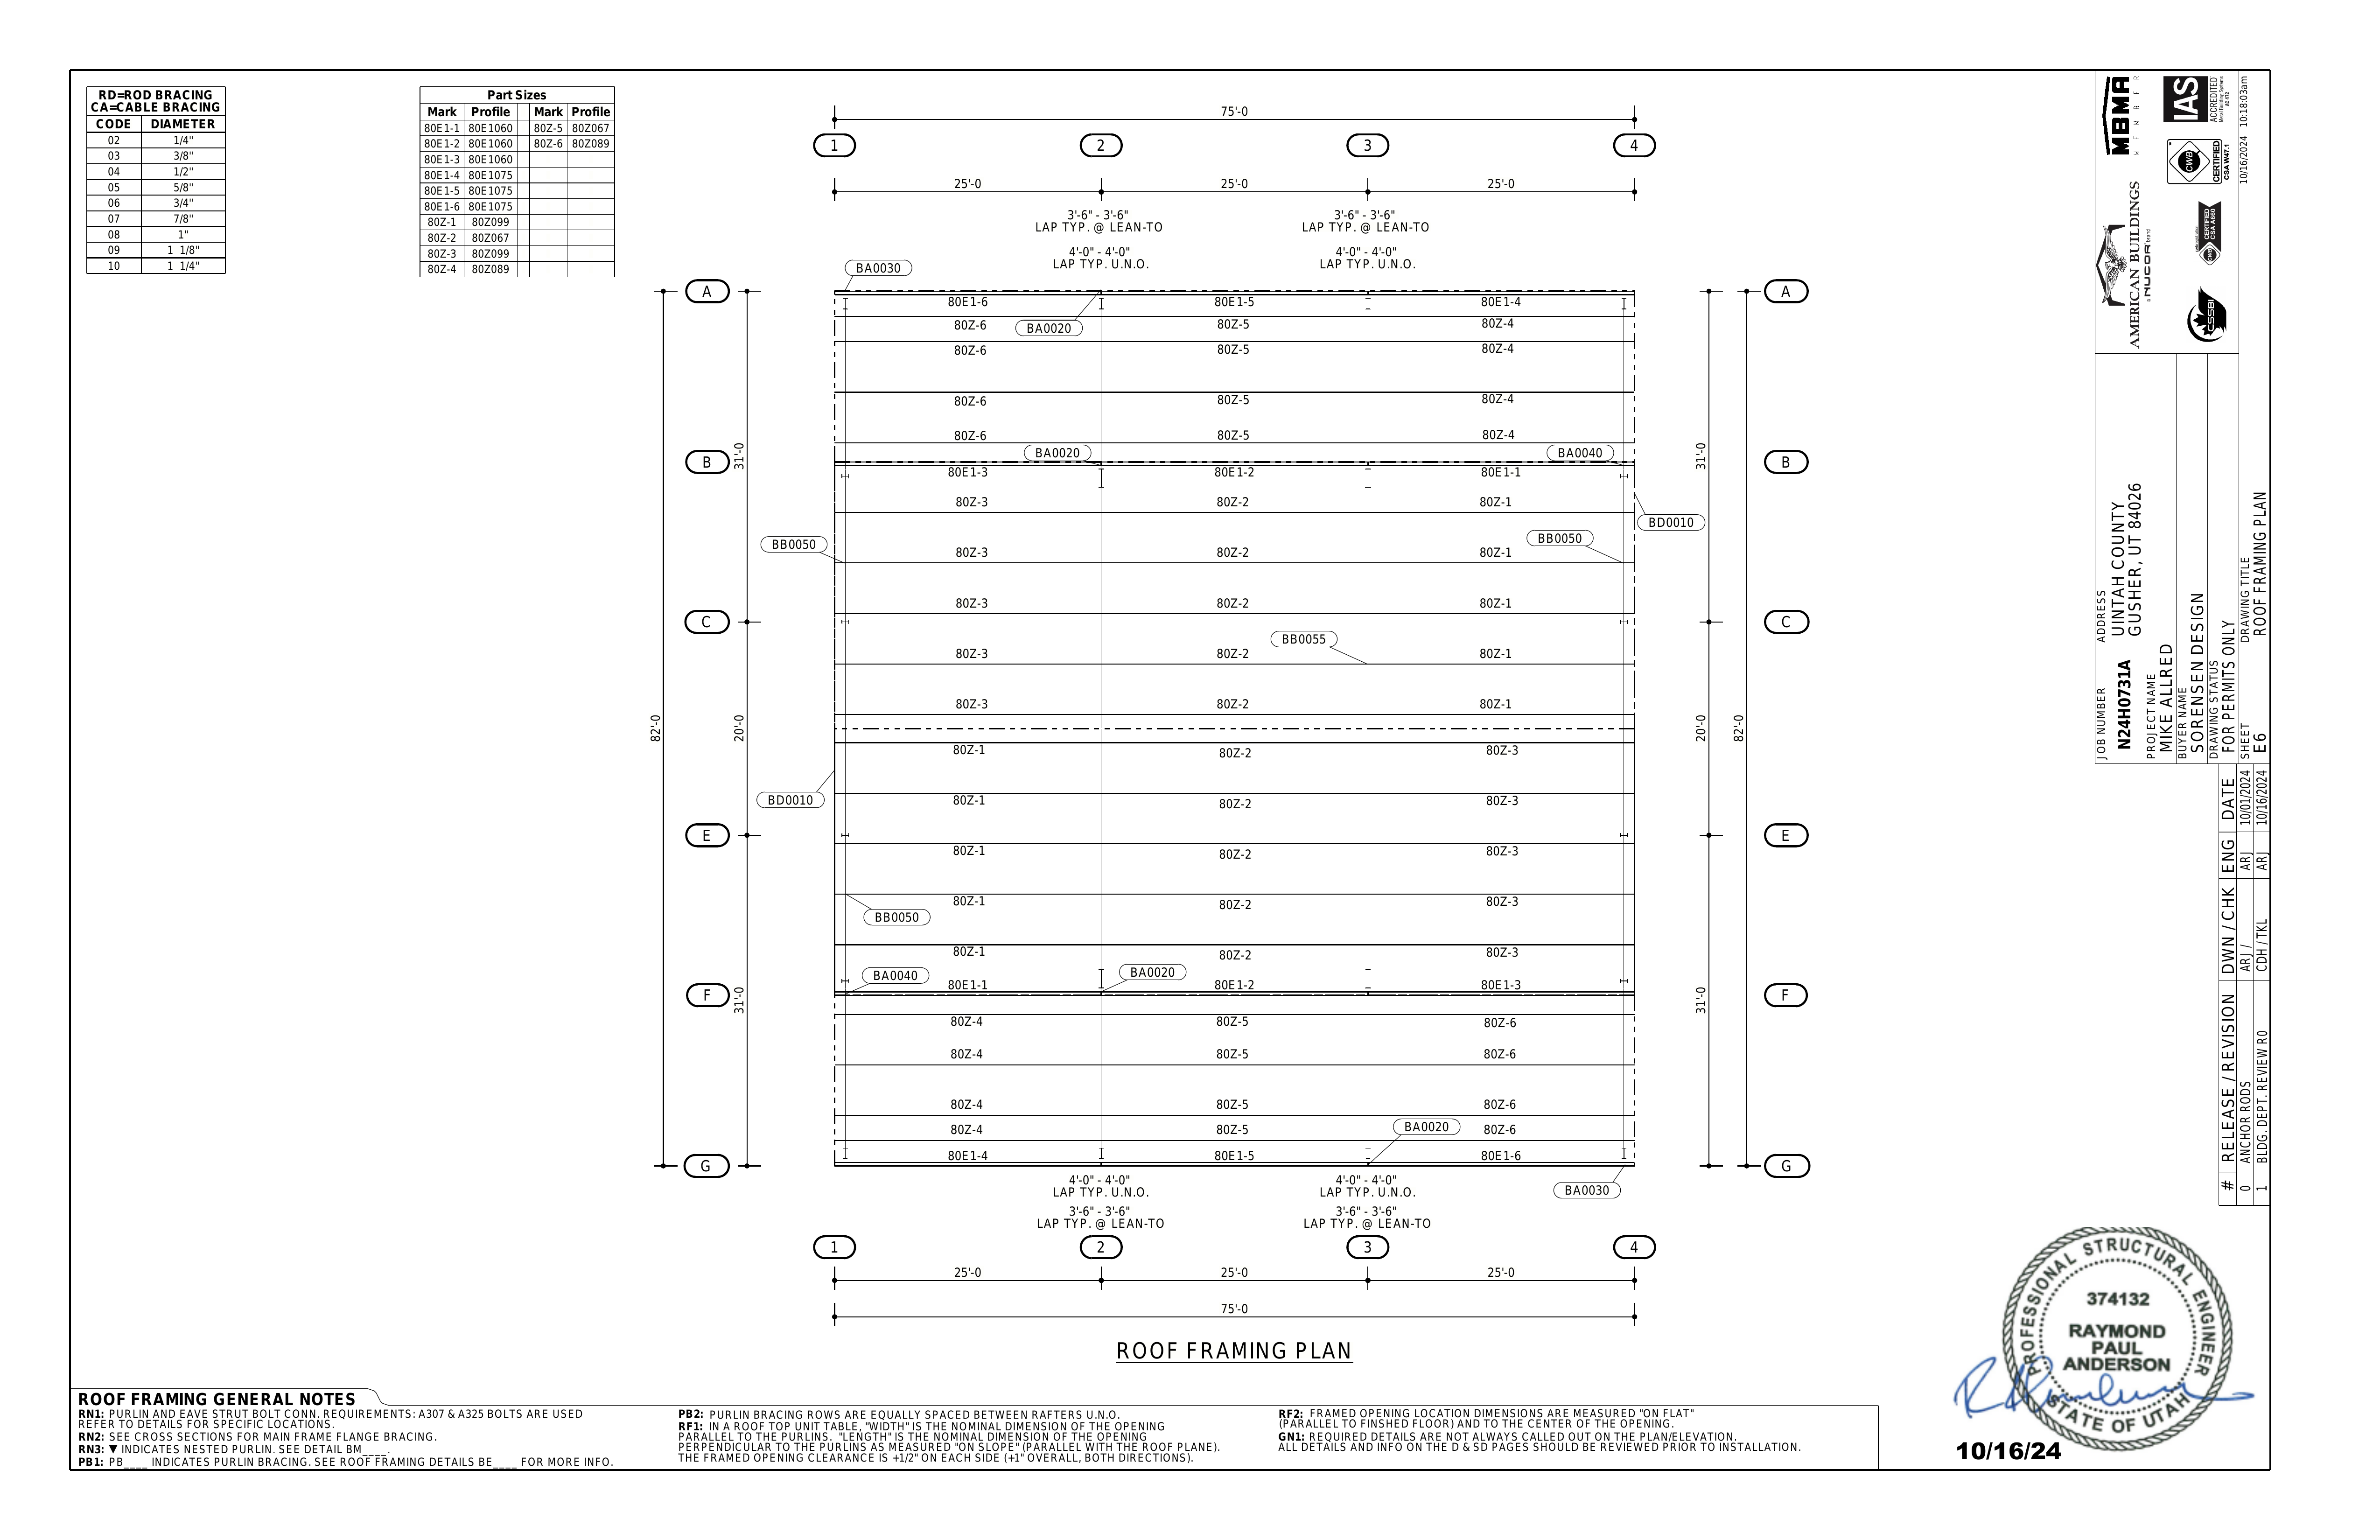 RD=ROD BRACING
CA=CABLE BRACING
CODE DIAMETER
02 1/4"
03 3/8"
04 1/2"
05 5/8"
06 3/4"
07 7/8"
08 1"
09 1 1/8"
10 1 1/4"
Part Sizes
Mark Profile Mark Profile
80E1-1 80E1060 80Z-5 80Z067
80E1-2 80E1060 80Z-6 80Z089
80E1-3 80E1060
80E1-4 80E1075
80E1-5 80E1075
80E1-6 80E1075
80Z-1 80Z099
80Z-2 80Z067
80Z-3 80Z099
80Z-4 80Z089
75'-0
1 2 3 4
25'-0 25'-0 25'-0
3'-6" - 3'-6" 3'-6" - 3'-6"
LAP TYP. @ LEAN-TO LAP TYP. @ LEAN-TO
4'-0" - 4'-0" 4'-0" - 4'-0"
LAP TYP. U.N.O. LAP TYP. U.N.O.
BA0030
A A
80E1-6 80E1-5 80E1-4
80Z-6 BA0020 80Z-5 80Z-4
80Z-6 80Z-5 80Z-4
80Z-6 80Z-5 80Z-4
80Z-6 80Z-5 80Z-4
31'-0 BA0020 BA0040 31'-0
B B
80E1-3 80E1-2 80E1-1
80Z-3 80Z-2 80Z-1
BD0010
BB0050 BB0050
80Z-3 80Z-2 80Z-1
80Z-3 80Z-2 80Z-1
C C
BB0055
80Z-3 80Z-2 80Z-1
80Z-3 80Z-2 80Z-1
82'-0 20'-0 20'-0 82'-0
80Z-1 80Z-2 80Z-3
BD0010 80Z-1 80Z-2 80Z-3
E E
80Z-1 80Z-2 80Z-3
80Z-1 80Z-2 80Z-3
BB0050
80Z-1 80Z-2 80Z-3
BA0040 BA0020
80E1-1 80E1-2 80E1-3
F 31'-0 31'-0 F
80Z-4 80Z-5 80Z-6
80Z-4 80Z-5 80Z-6
80Z-4 80Z-5 80Z-6
80Z-4 80Z-5 BA0020 80Z-6
80E1-4 80E1-5 80E1-6
G G
4'-0" - 4'-0" 4'-0" - 4'-0"
LAP TYP. U.N.O. LAP TYP. U.N.O.
BA0030
3'-6" - 3'-6" 3'-6" - 3'-6"
LAP TYP. @ LEAN-TO LAP TYP. @ LEAN-TO
1 2 3 4
25'-0 25'-0 25'-0
75'-0
ROOF FRAMING PLAN
ROOF FRAMING GENERAL NOTES
RN1: PURLIN AND EAVE STRUT BOLT CONN. REQUIREMENTS: A307 & A325 BOLTS ARE USED
REFER TO DETAILS FOR SPECIFIC LOCATIONS.
RN2: SEE CROSS SECTIONS FOR MAIN FRAME FLANGE BRACING.
RN3: ▼ INDICATES NESTED PURLIN. SEE DETAIL BM____.
PB1: PB____ INDICATES PURLIN BRACING. SEE ROOF FRAMING DETAILS BE____ FOR MORE INFO.
PB2: PURLIN BRACING ROWS ARE EQUALLY SPACED BETWEEN RAFTERS U.N.O.
RF1: IN A ROOF TOP UNIT TABLE, "WIDTH" IS THE NOMINAL DIMENSION OF THE OPENING
PARALLEL TO THE PURLINS. "LENGTH" IS THE NOMINAL DIMENSION OF THE OPENING
PERPENDICULAR TO THE PURLINS AS MEASURED "ON SLOPE" (PARALLEL WITH THE ROOF PLANE).
THE FRAMED OPENING CLEARANCE IS +1/2" ON EACH SIDE (+1" OVERALL, BOTH DIRECTIONS).
RF2: FRAMED OPENING LOCATION DIMENSIONS ARE MEASURED "ON FLAT"
(PARALLEL TO FINSHED FLOOR) AND TO THE CENTER OF THE OPENING.
GN1: REQUIRED DETAILS ARE NOT ALWAYS CALLED OUT ON THE PLAN/ELEVATION.
ALL DETAILS AND INFO ON THE D & SD PAGES SHOULD BE REVIEWED PRIOR TO INSTALLATION.
MBMA
MEMBER
IAS
ACCREDITED
CWB
CERTIFIED
CSA W47.1
AMERICAN BUILDINGS
A NUCOR brand
CERTIFIED
CSA A660
CSSBI
10/16/2024 10:18:03am
JOB NUMBER
N24H0731A
ADDRESS
UINTAH COUNTY
GUSHER, UT 84026
PROJECT NAME
MIKE ALLRED
BUYER NAME
SORENSEN DESIGN
DRAWING STATUS
FOR PERMITS ONLY
SHEET
E6
DRAWING TITLE
ROOF FRAMING PLAN
# RELEASE / REVISION DWN / CHK ENG DATE
0 ANCHOR RODS ARJ / ARJ 10/01/2024
1 BLDG. DEPT. REVIEW R0 CDH / TKL ARJ 10/16/2024
PROFESSIONAL STRUCTURAL ENGINEER
374132
RAYMOND
PAUL
ANDERSON
STATE OF UTAH
10/16/24